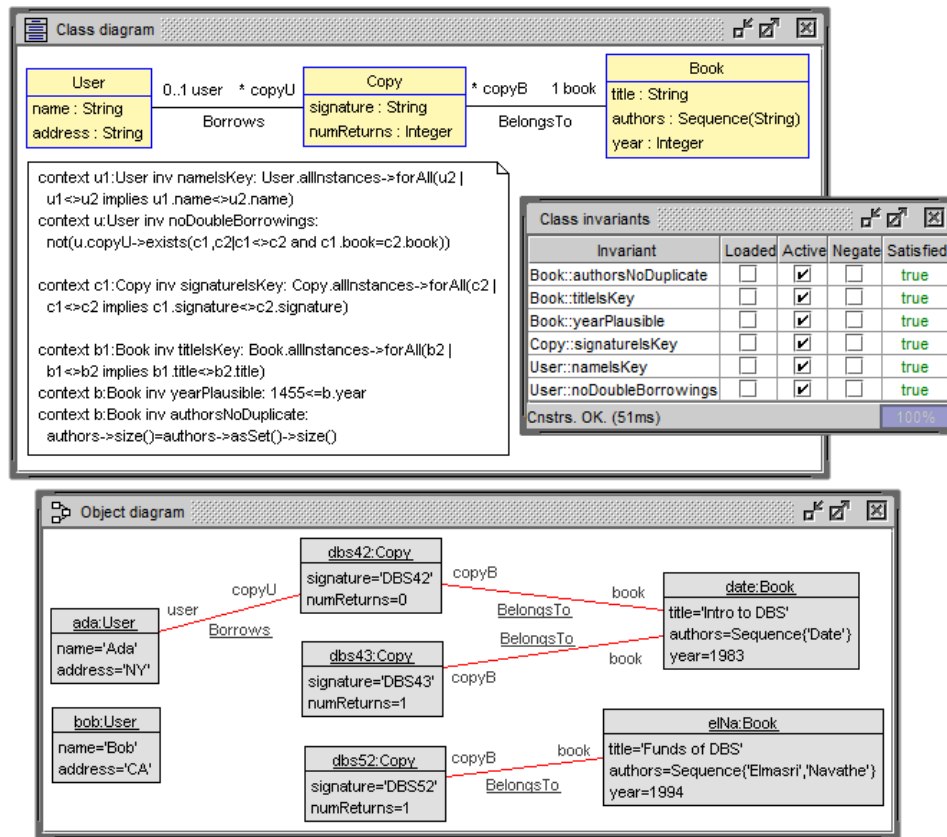 Class diagram
User
name : String
address : String
0..1 user
* copyU
Borrows
Copy
signature : String
numReturns : Integer
* copyB
1 book
BelongsTo
Book
title : String
authors : Sequence(String)
year : Integer
context u1:User inv nameIsKey: User.allInstances->forAll(u2 |
u1<>u2 implies u1.name<>u2.name)
context u:User inv noDoubleBorrowings:
not(u.copyU->exists(c1,c2|c1<>c2 and c1.book=c2.book))
context c1:Copy inv signatureIsKey: Copy.allInstances->forAll(c2 |
c1<>c2 implies c1.signature<>c2.signature)
context b1:Book inv titleIsKey: Book.allInstances->forAll(b2 |
b1<>b2 implies b1.title<>b2.title)
context b:Book inv yearPlausible: 1455<=b.year
context b:Book inv authorsNoDuplicate:
authors->size()=authors->asSet()->size()
Class invariants
Invariant Loaded Active Negate Satisfied
Book::authorsNoDuplicate true
Book::titleIsKey true
Book::yearPlausible true
Copy::signatureIsKey true
User::nameIsKey true
User::noDoubleBorrowings true
Cnstrs. OK. (51ms) 100%
Object diagram
ada:User
name='Ada'
address='NY'
user
copyU
Borrows
bob:User
name='Bob'
address='CA'
dbs42:Copy
signature='DBS42'
numReturns=0
copyB
book
BelongsTo
dbs43:Copy
signature='DBS43'
numReturns=1
BelongsTo
copyB
book
date:Book
title='Intro to DBS'
authors=Sequence{'Date'}
year=1983
dbs52:Copy
signature='DBS52'
numReturns=1
copyB
book
BelongsTo
elNa:Book
title='Funds of DBS'
authors=Sequence{'Elmasri','Navathe'}
year=1994